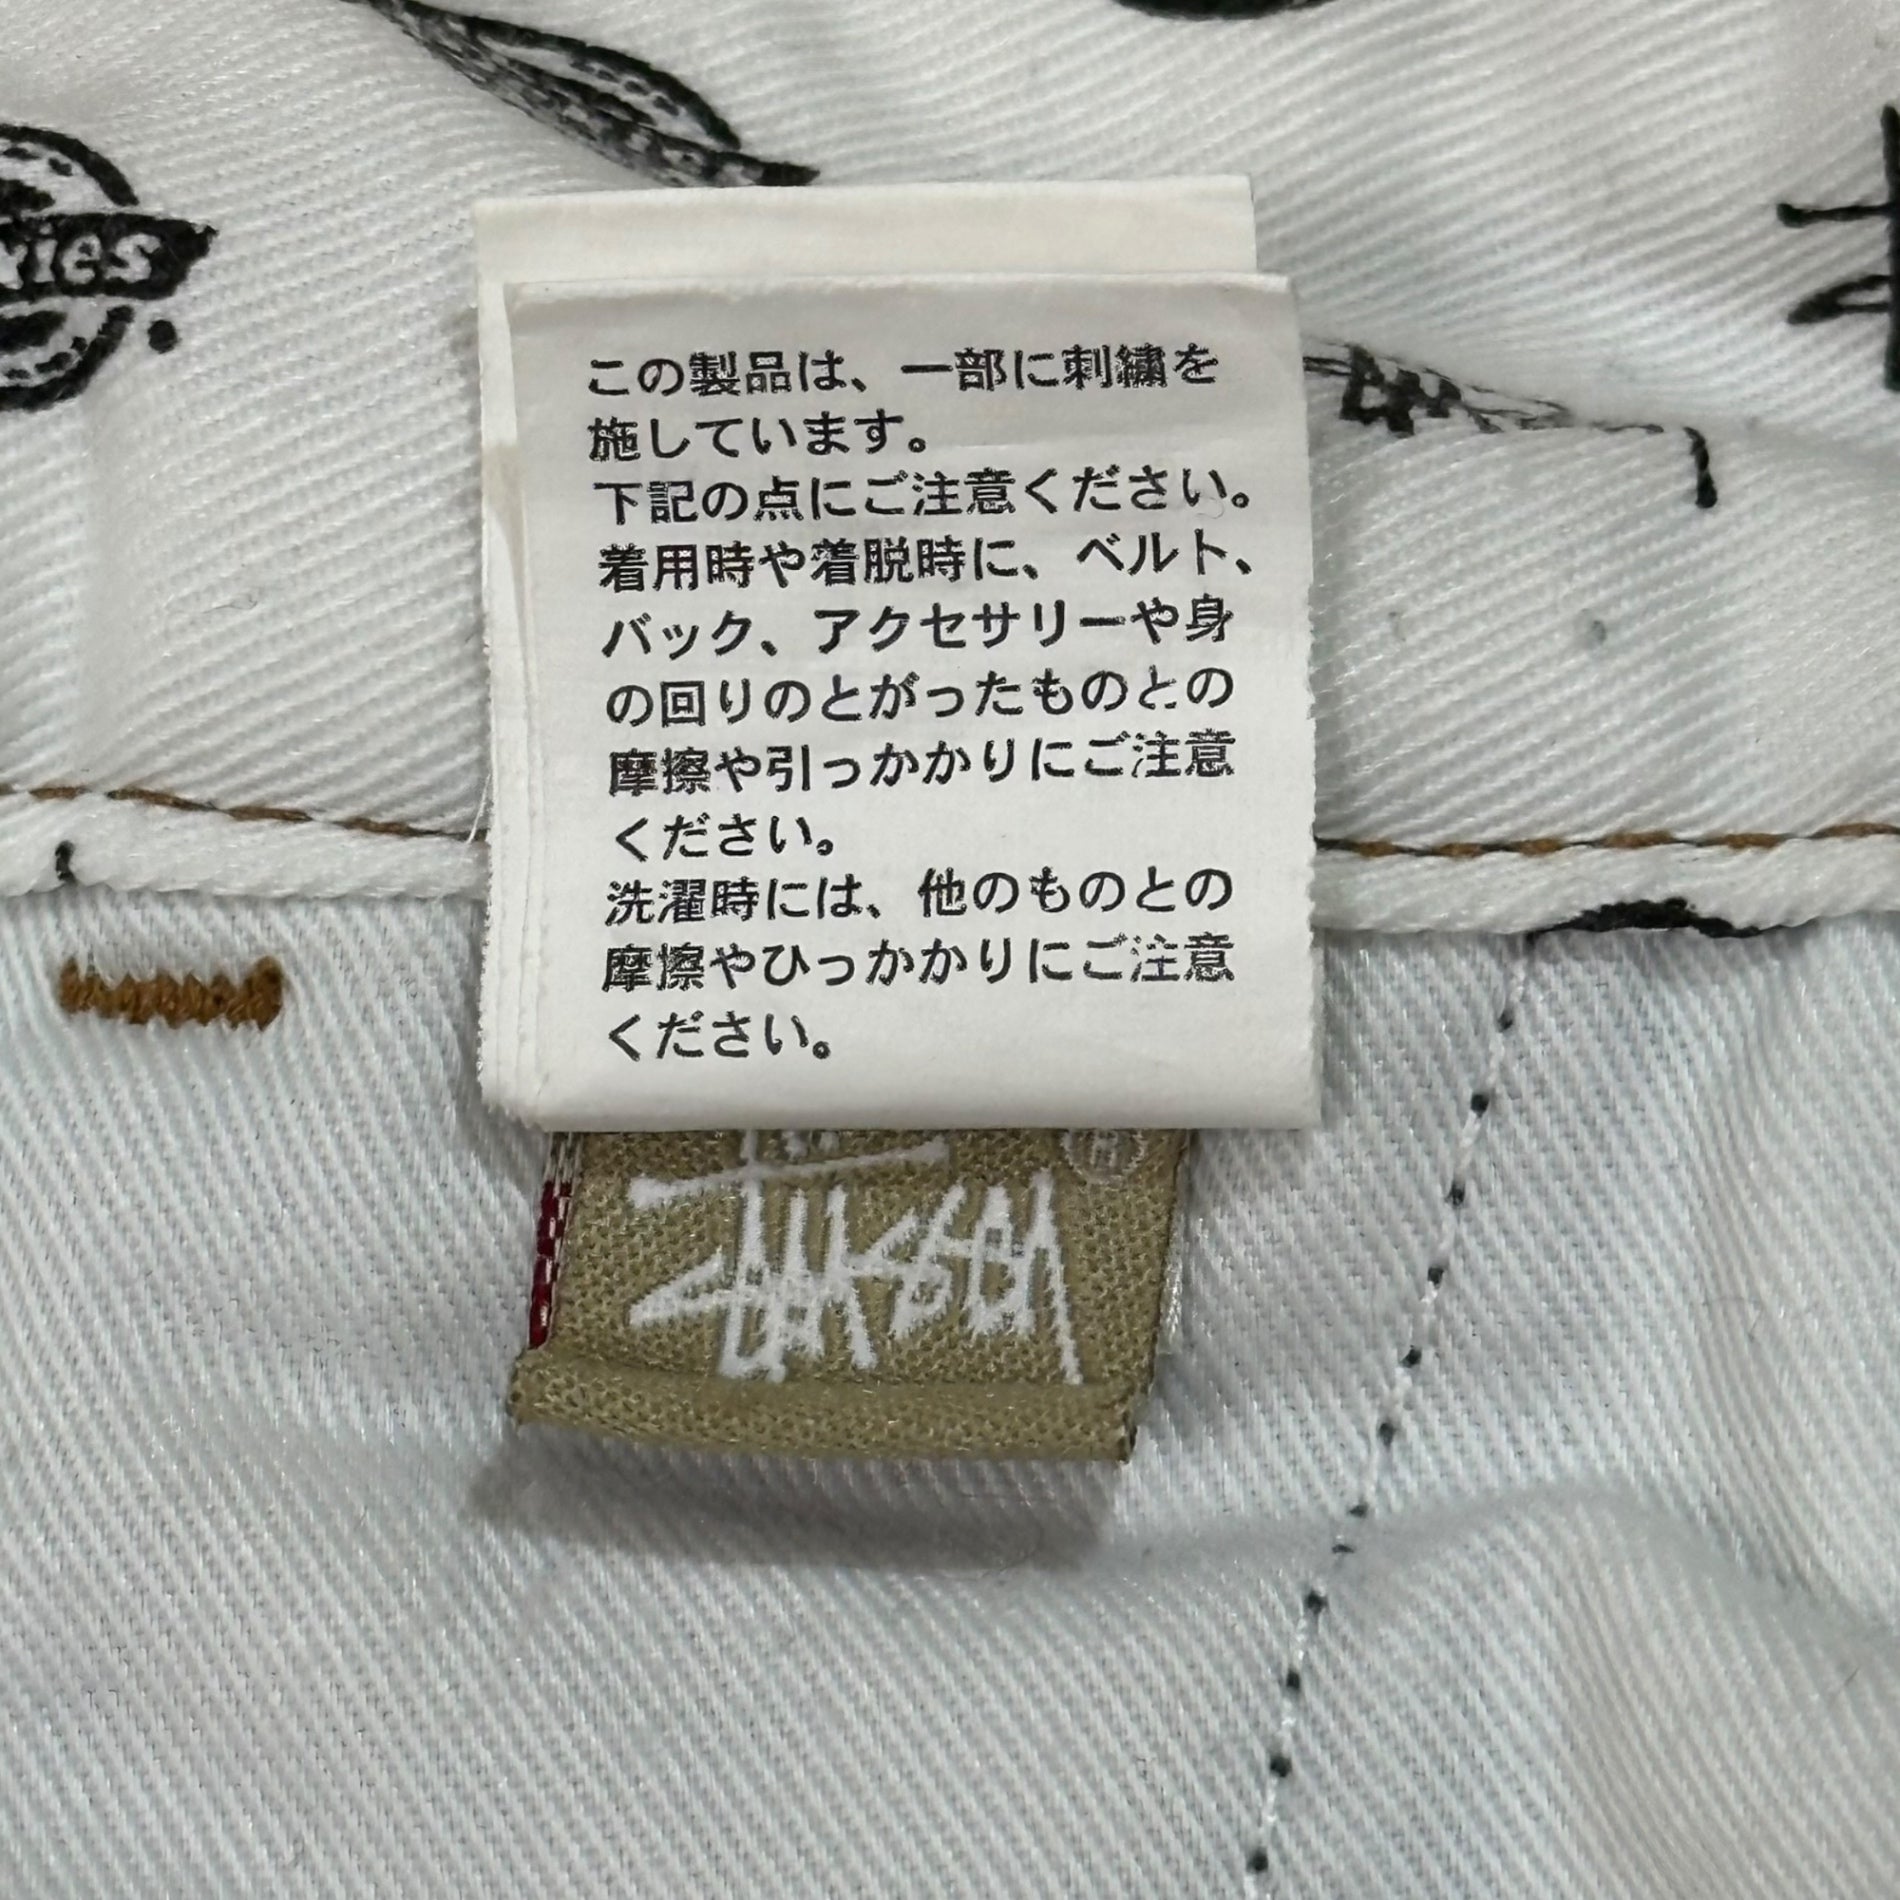 kies
この製品は、一部に刺繍を
施しています。
下記の点にご注意ください。
着用時や着脱時に、ベルト、
バック、アクセサリーや身
の回りのとがったものとの
摩擦や引っかかりにご注意
ください。
洗濯時には、他のものとの
摩擦やひっかかりにご注意
ください。